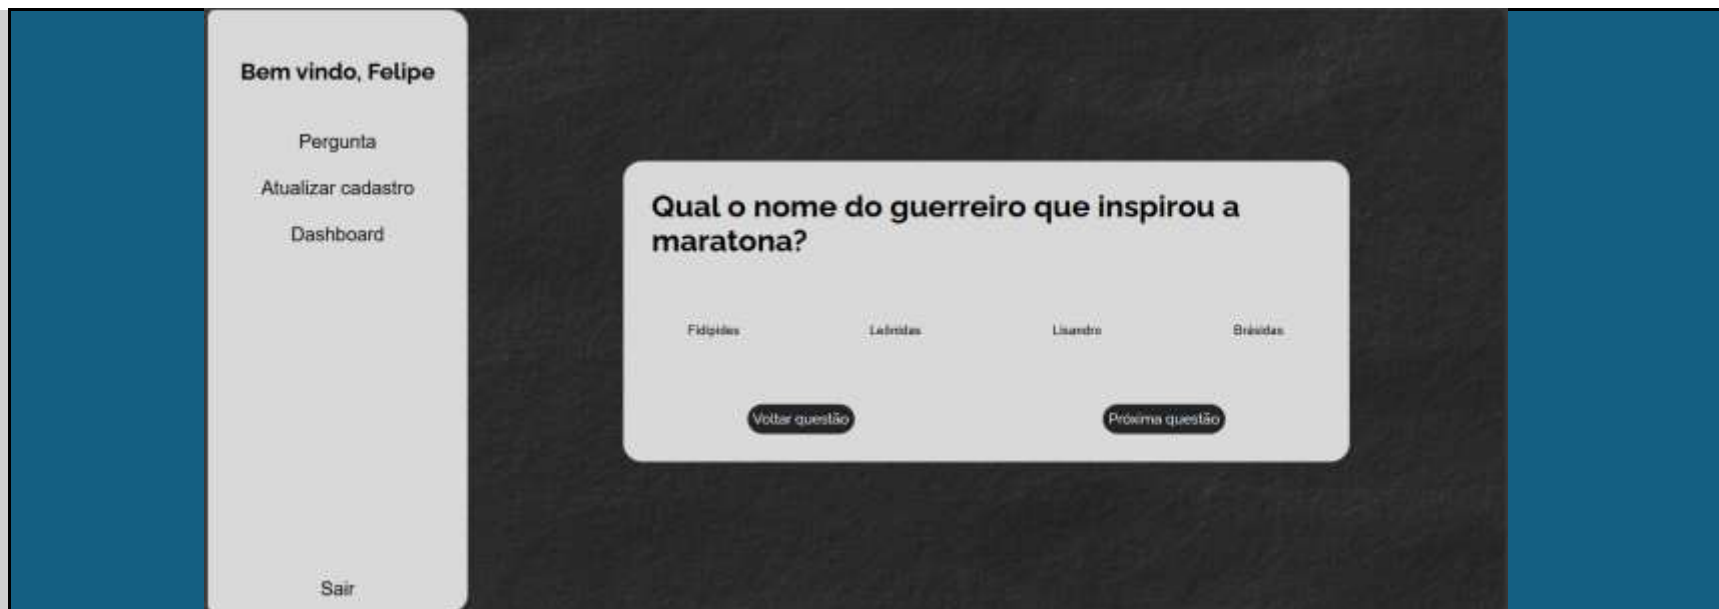 Bem vindo, Felipe
Pergunta
Atualizar cadastro
Dashboard
Sair
Qual o nome do guerreiro que inspirou a
maratona?
Fidípides
Leônidas
Lisandro
Brásidas
Voltar questão
Próxima questão